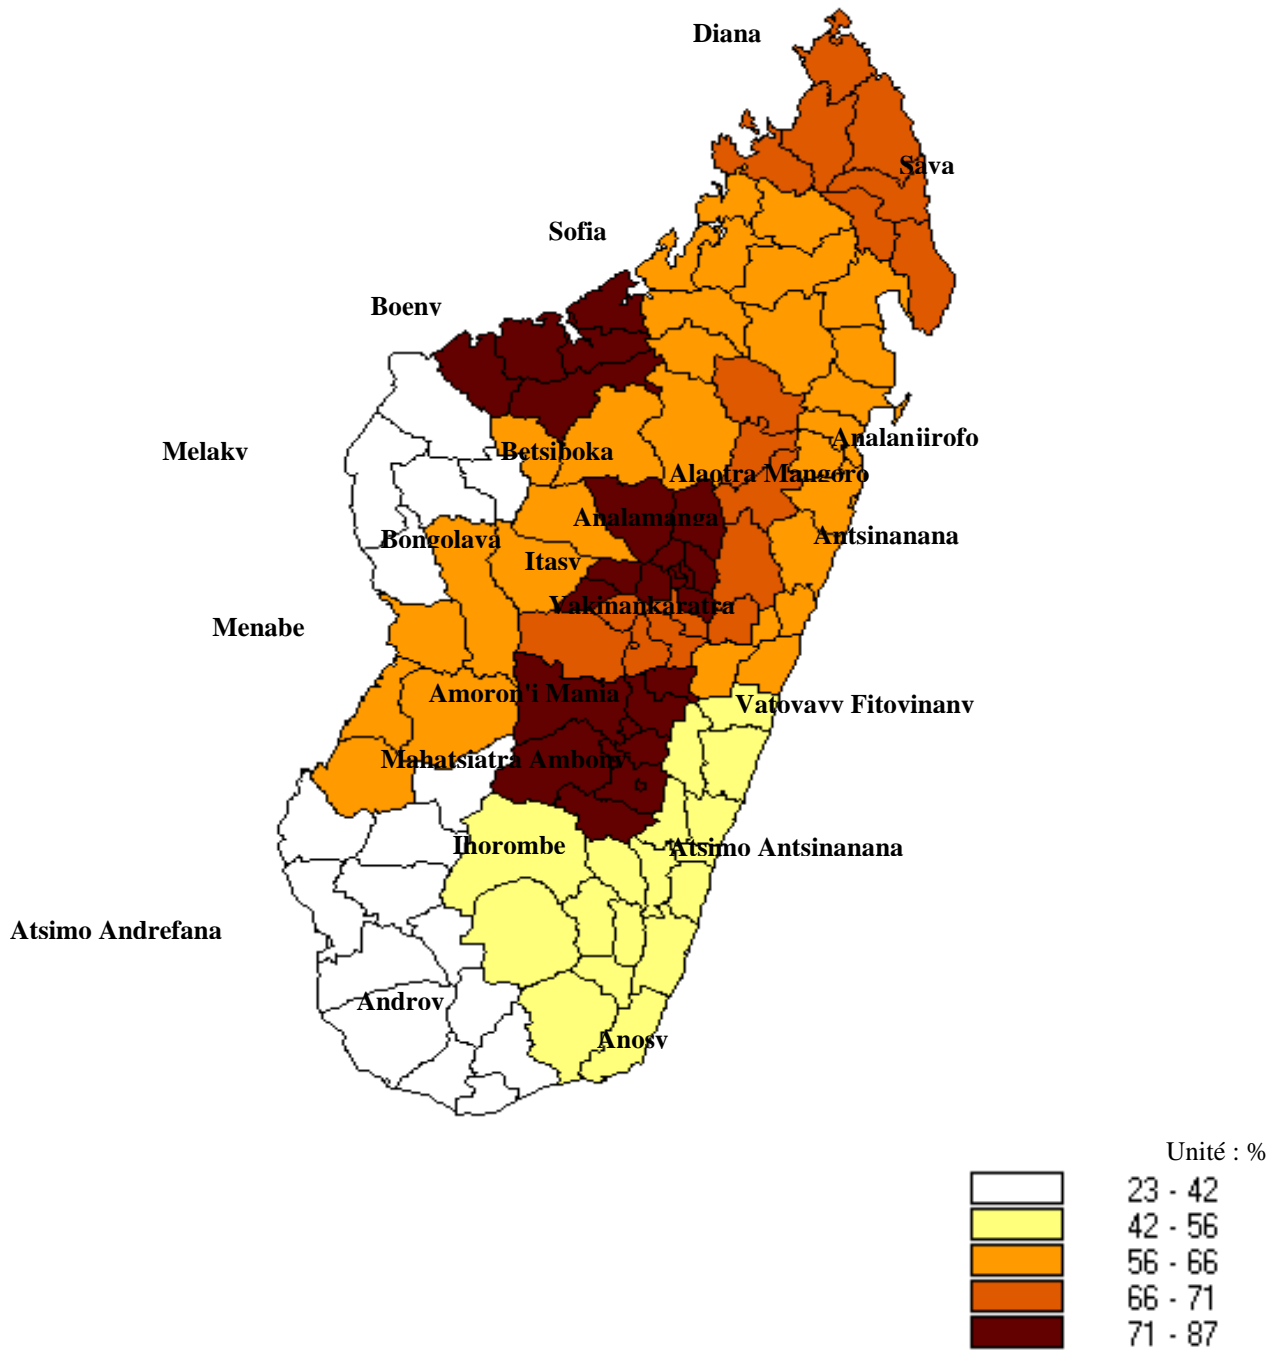 Diana
Sava
Sofia
Boenv
Analaniirofo
Melakv
Betsiboka
Alaotra Mangoro
Analamanga
Antsinanana
Bongolava
Itasv
Vakinankaratra
Menabe
Amoron'i Mania
Vatovavv Fitovinanv
Mahatsiatra Ambonv
Ihorombe
Atsimo Antsinanana
Atsimo Andrefana
Androv
Anosv
Unité : %
23 - 42
42 - 56
56 - 66
66 - 71
71 - 87